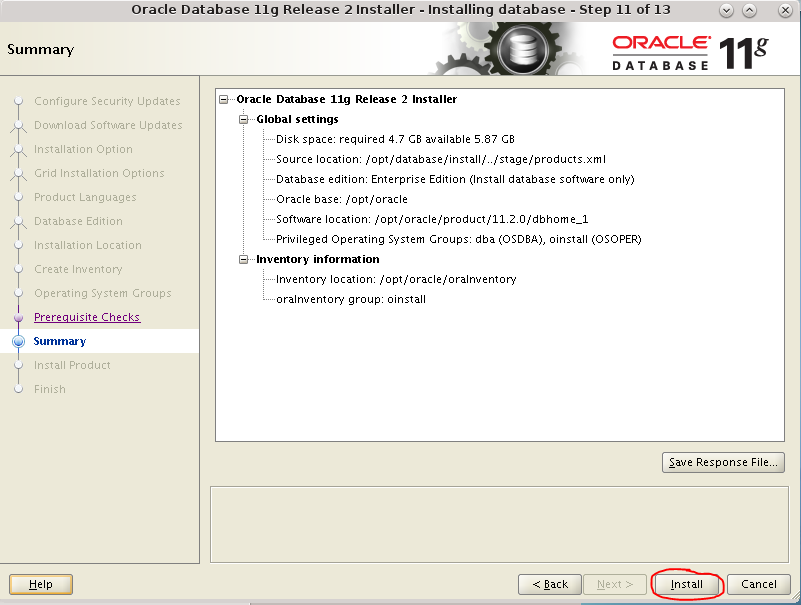 Oracle Database 11g Release 2 Installer - Installing database - Step 11 of 13
Summary
ORACLE
DATABASE 11g
Configure Security Updates
Download Software Updates
Installation Option
Grid Installation Options
Product Languages
Database Edition
Installation Location
Create Inventory
Operating System Groups
Prerequisite Checks
Summary
Install Product
Finish
Oracle Database 11g Release 2 Installer
Global settings
Disk space: required 4.7 GB available 5.87 GB
Source location: /opt/database/install/../stage/products.xml
Database edition: Enterprise Edition (Install database software only)
Oracle base: /opt/oracle
Software location: /opt/oracle/product/11.2.0/dbhome_1
Privileged Operating System Groups: dba (OSDBA), oinstall (OSOPER)
Inventory information
Inventory location: /opt/oracle/oraInventory
oraInventory group: oinstall
Save Response File...
Help
< Back
Next >
Install
Cancel